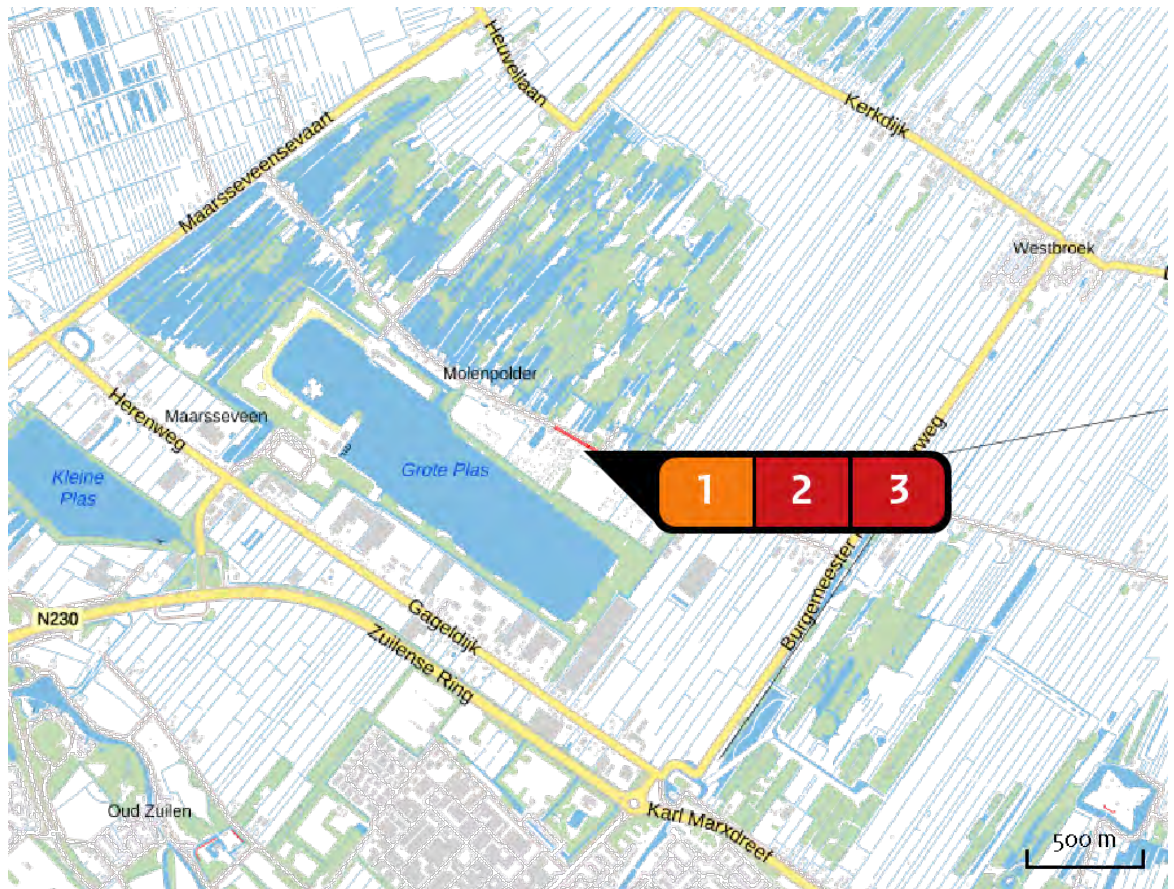 Heuvellaan
Kerkdijk
Maarsseveensevaart
Westbroek
Molenpolder
Herenweg
Maarsseveen
Grote Plas
Kleine
Plas
1 2 3
Burgemeester
rweg
N230
Gageldijk
Zuilense Ring
Oud Zuilen
Karl Marxdreef
500 m